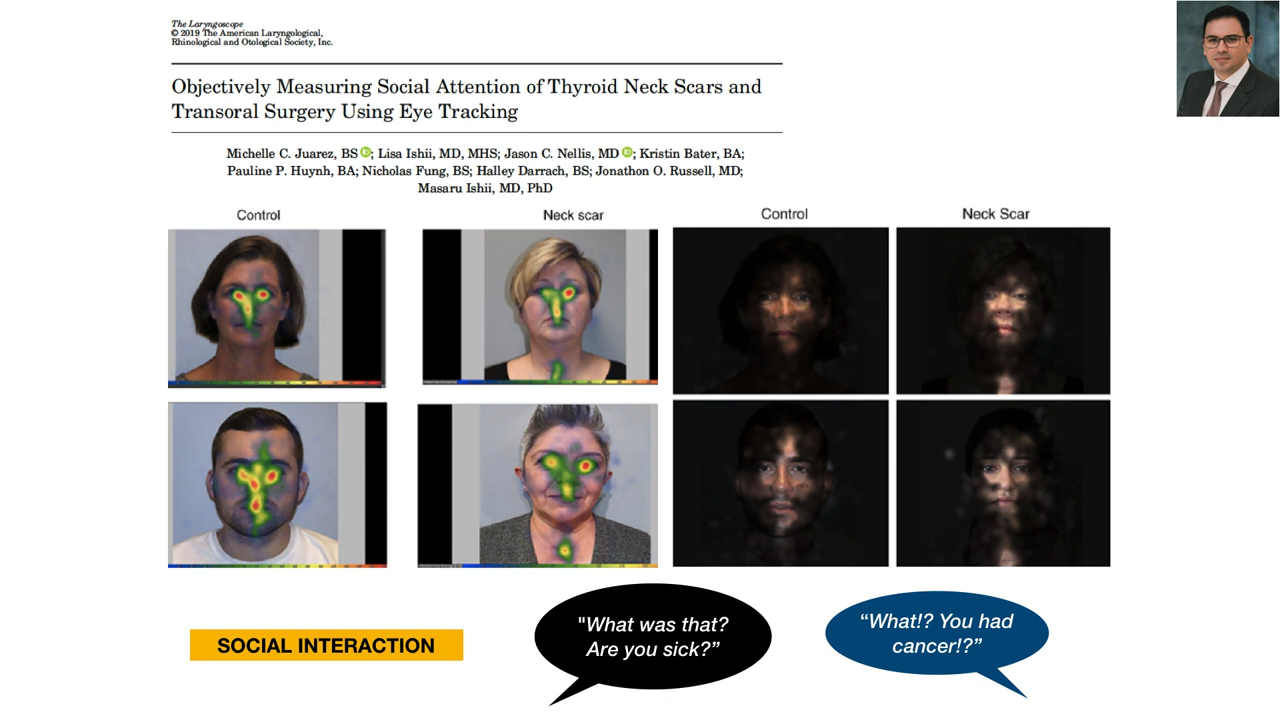 The Laryngoscope
© 2019 The American Laryngological,
Rhinological and Otological Society, Inc.
Objectively Measuring Social Attention of Thyroid Neck Scars and
Transoral Surgery Using Eye Tracking
Michelle C. Juarez, BS iD; Lisa Ishii, MD, MHS; Jason C. Nellis, MD iD; Kristin Bater, BA;
Pauline P. Huynh, BA; Nicholas Fung, BS; Halley Darrach, BS; Jonathon O. Russell, MD;
Masaru Ishii, MD, PhD
Control
Neck scar
Control
Neck Scar
SOCIAL INTERACTION
"What was that?
Are you sick?”
“What!? You had
cancer!?”